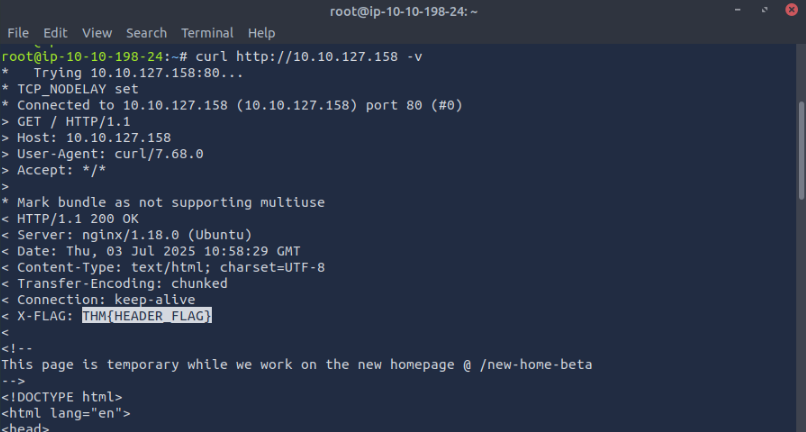 root@ip-10-10-198-24: ~
File Edit View Search Terminal Help
root@ip-10-10-198-24:~# curl http://10.10.127.158 -v
*   Trying 10.10.127.158:80...
* TCP_NODELAY set
* Connected to 10.10.127.158 (10.10.127.158) port 80 (#0)
> GET / HTTP/1.1
> Host: 10.10.127.158
> User-Agent: curl/7.68.0
> Accept: */*
>
* Mark bundle as not supporting multiuse
< HTTP/1.1 200 OK
< Server: nginx/1.18.0 (Ubuntu)
< Date: Thu, 03 Jul 2025 10:58:29 GMT
< Content-Type: text/html; charset=UTF-8
< Transfer-Encoding: chunked
< Connection: keep-alive
< X-FLAG: THM{HEADER_FLAG}
<
<!--
This page is temporary while we work on the new homepage @ /new-home-beta
-->
<!DOCTYPE html>
<html lang="en">
<head>